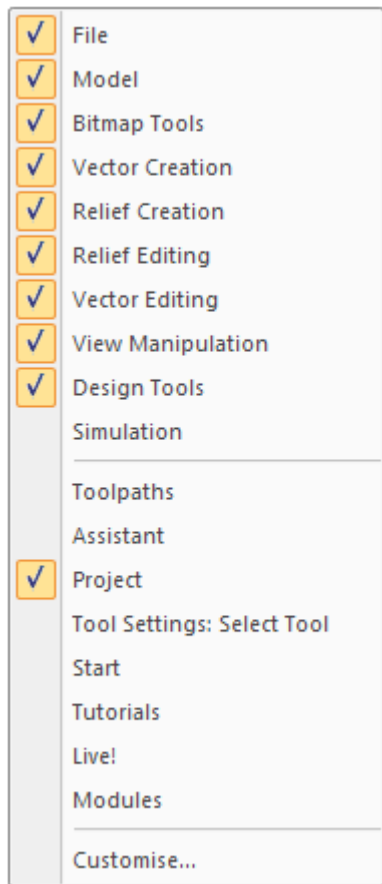 File
Model
Bitmap Tools
Vector Creation
Relief Creation
Relief Editing
Vector Editing
View Manipulation
Design Tools
Simulation
Toolpaths
Assistant
Project
Tool Settings: Select Tool
Start
Tutorials
Live!
Modules
Customise...